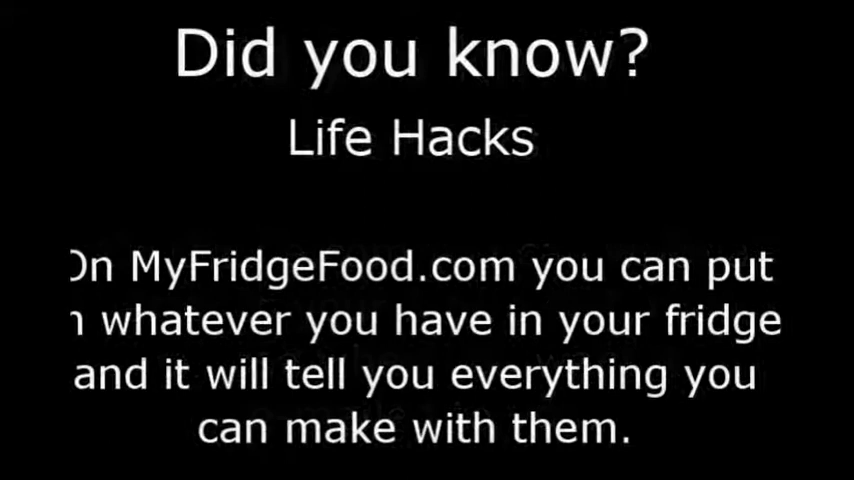 Did you know?
Life Hacks
On MyFridgeFood.com you can put
n whatever you have in your fridge
and it will tell you everything you
can make with them.